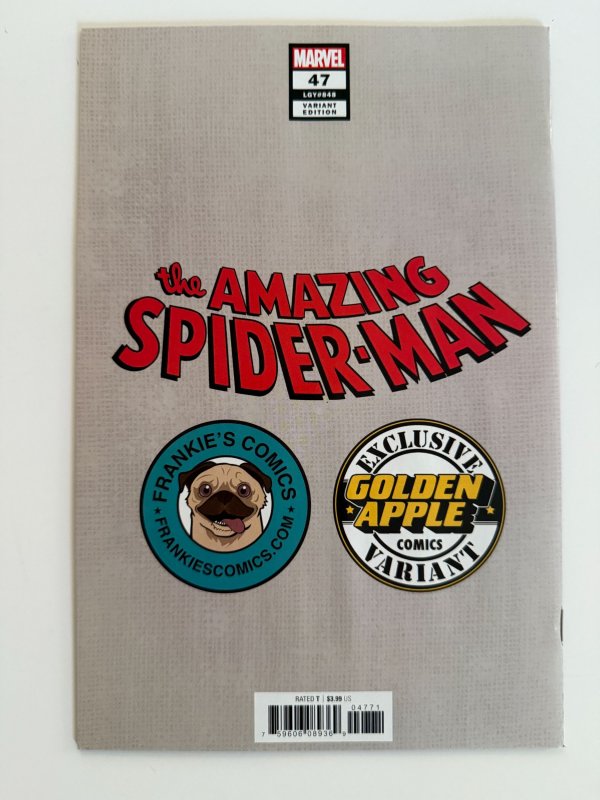 MARVEL
47
LGY#848
VARIANT
EDITION
the AMAZING
SPIDER-MAN
FRANKIE'S COMICS
FRANKIESCOMICS.COM
EXCLUSIVE
GOLDEN
APPLE
COMICS
VARIANT
RATED T $3.99 US
04771
7 59606 08936 9